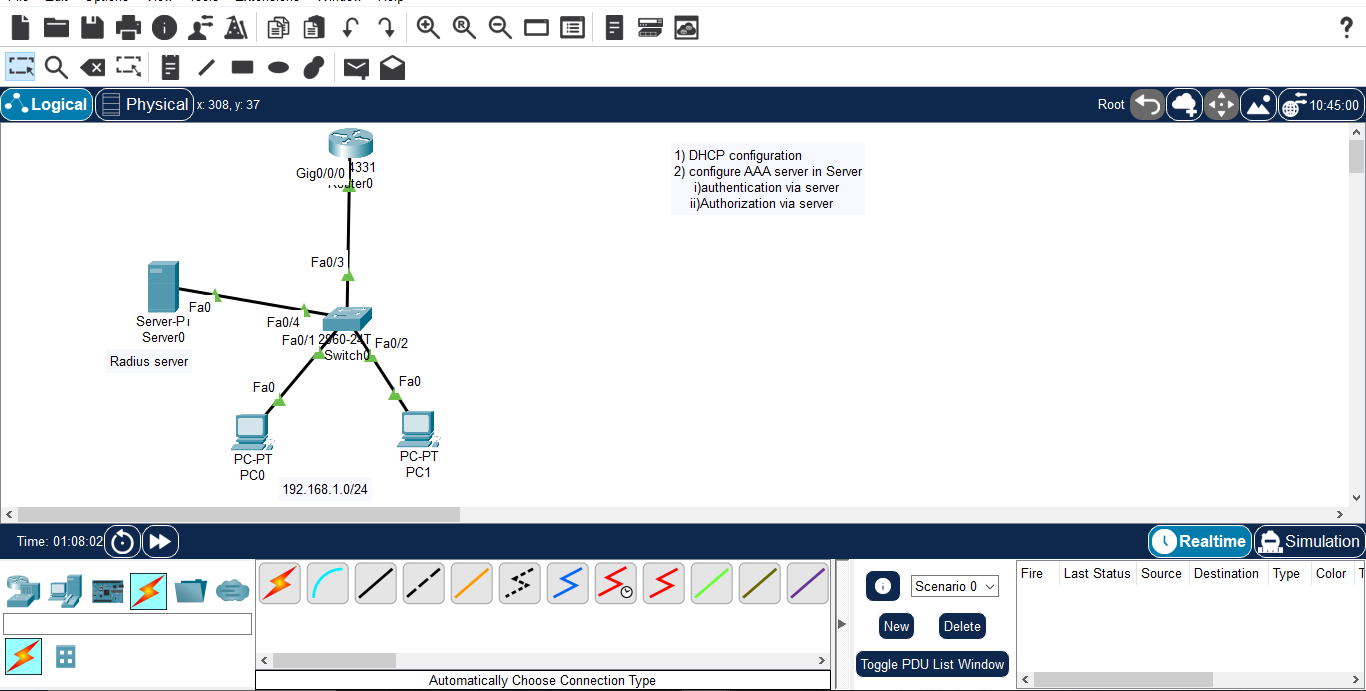 Logical
Physical
x: 308, y: 37
Root
10:45:00
4331
Gig0/0/0
Router0
1) DHCP configuration
2) configure AAA server in Server
i)authentication via server
ii)Authorization via server
Fa0/3
Fa0
Fa0/4
Server-P
Server0
Fa0/1
2960-24T
Fa0/2
Switch0
Radius server
Fa0
Fa0
PC-PT
PC0
PC-PT
PC1
192.168.1.0/24
Time: 01:08:02
Realtime
Simulation
Scenario 0
New
Delete
Toggle PDU List Window
Fire
Last Status
Source
Destination
Type
Color
Automatically Choose Connection Type